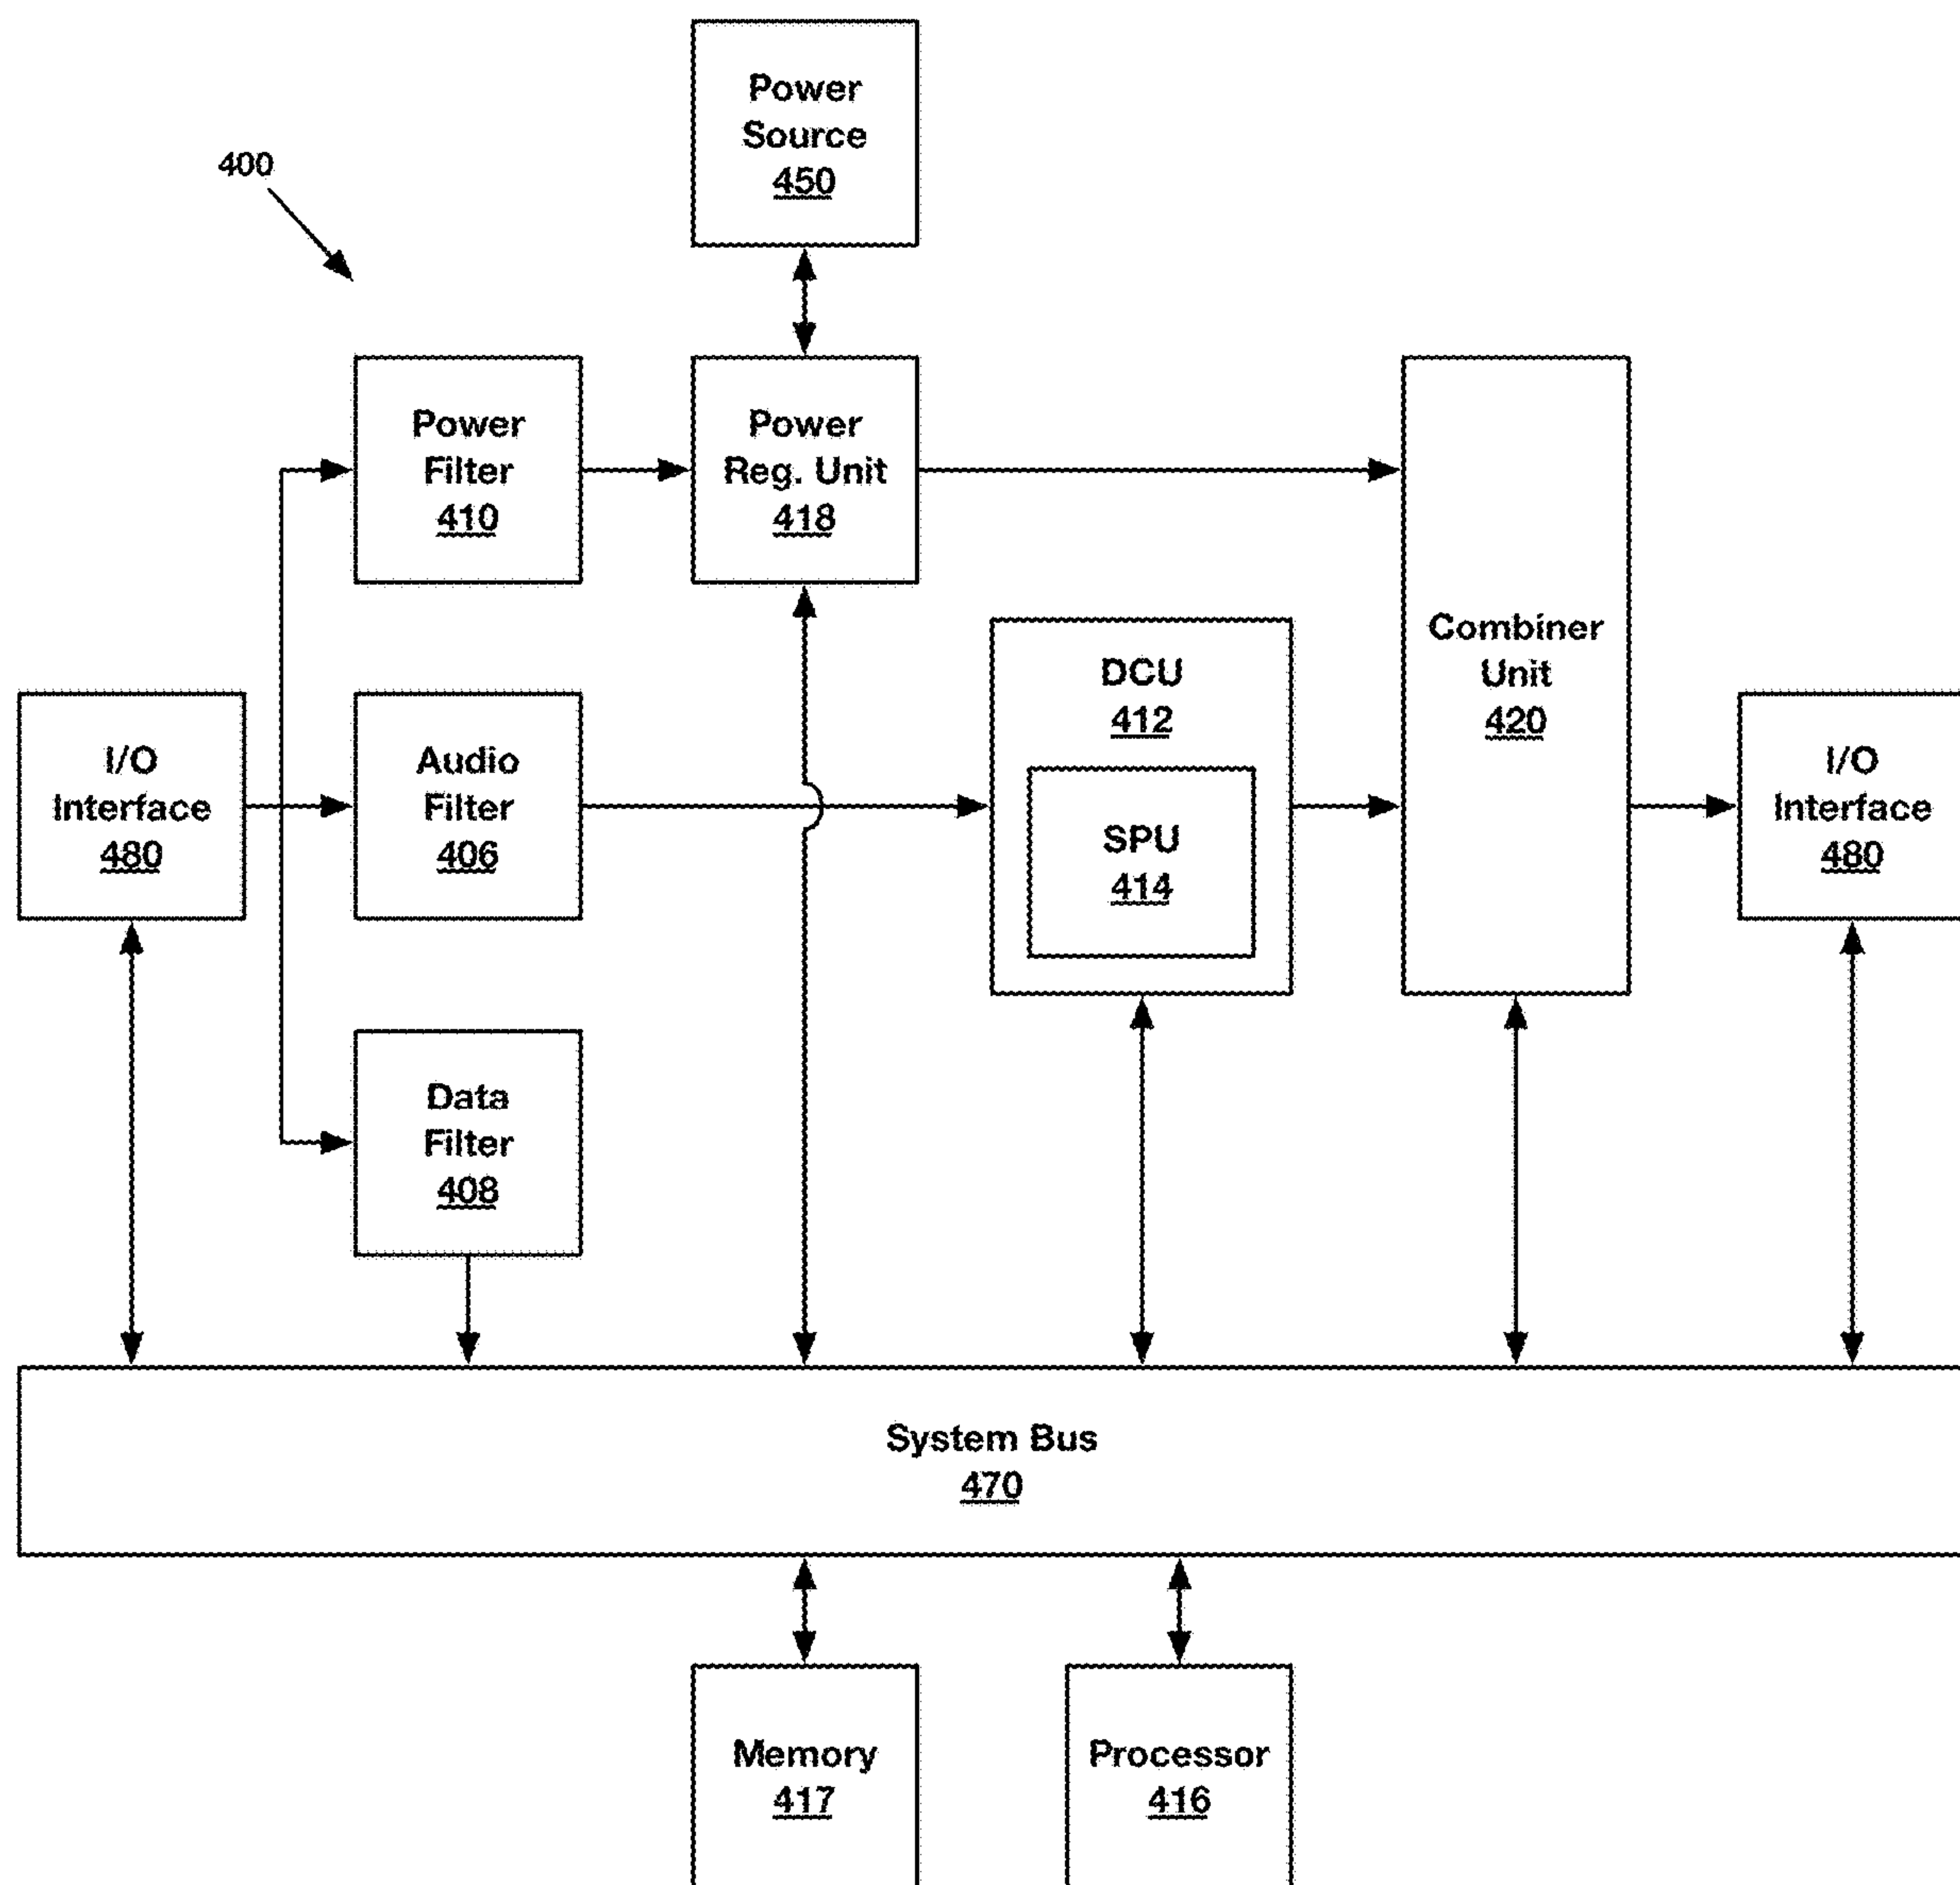 Power
Source
450
400
Power
Filter
410
Power
Reg. Unit
418
Combiner
Unit
420
DCU
412
SPU
414
I/O
Interface
480
Audio
Filter
406
I/O
Interface
480
Data
Filter
408
System Bus
470
Memory
417
Processor
416